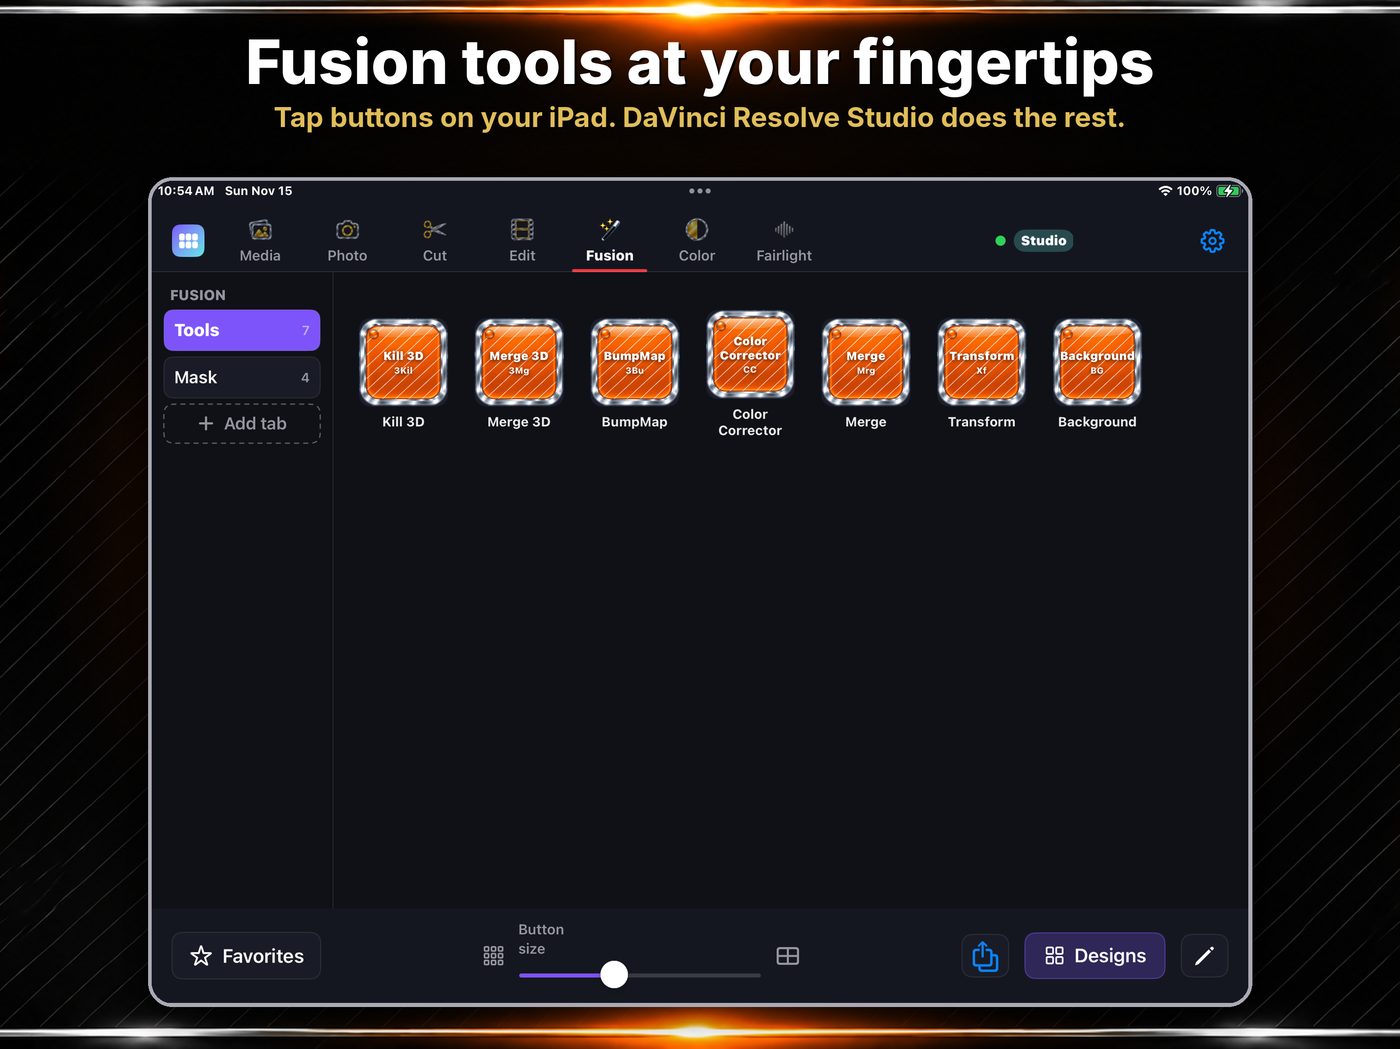 Fusion tools at your fingertips
Tap buttons on your iPad. DaVinci Resolve Studio does the rest.
10:54 AM Sun Nov 15
100%
Media
Photo
Cut
Edit
Fusion
Color
Fairlight
Studio
FUSION
Tools 7
Mask 4
+ Add tab
Kill 3D
3Kil
Kill 3D
Merge 3D
3Mg
Merge 3D
BumpMap
3Bu
BumpMap
Color
Corrector
CC
Color
Corrector
Merge
Mrg
Merge
Transform
Xf
Transform
Background
BG
Background
Favorites
Button
size
Designs